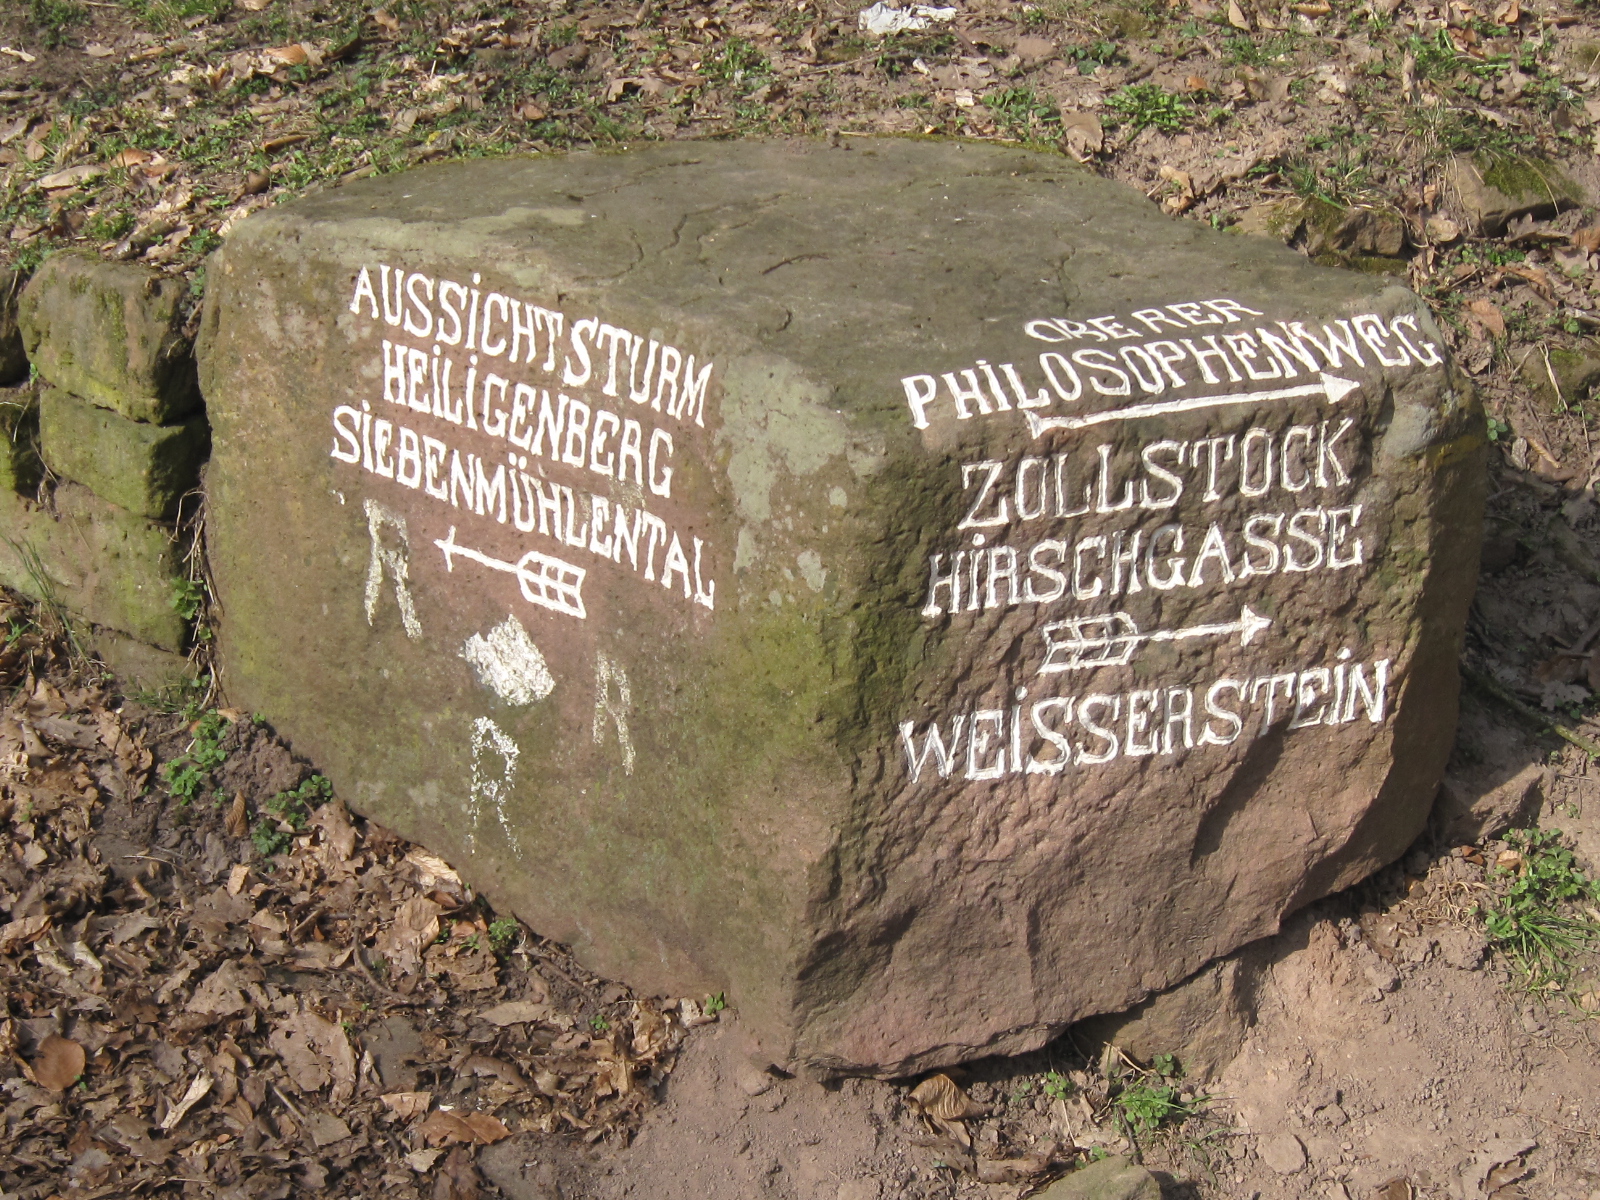 AUSSICHTSTURM
HEILIGENBERG
SIEBENMÜHLENTAL
R
R
R
OBERER
PHILOSOPHENWEG
ZOLLSTOCK
HIRSCHGASSE
WEISSERSTEIN